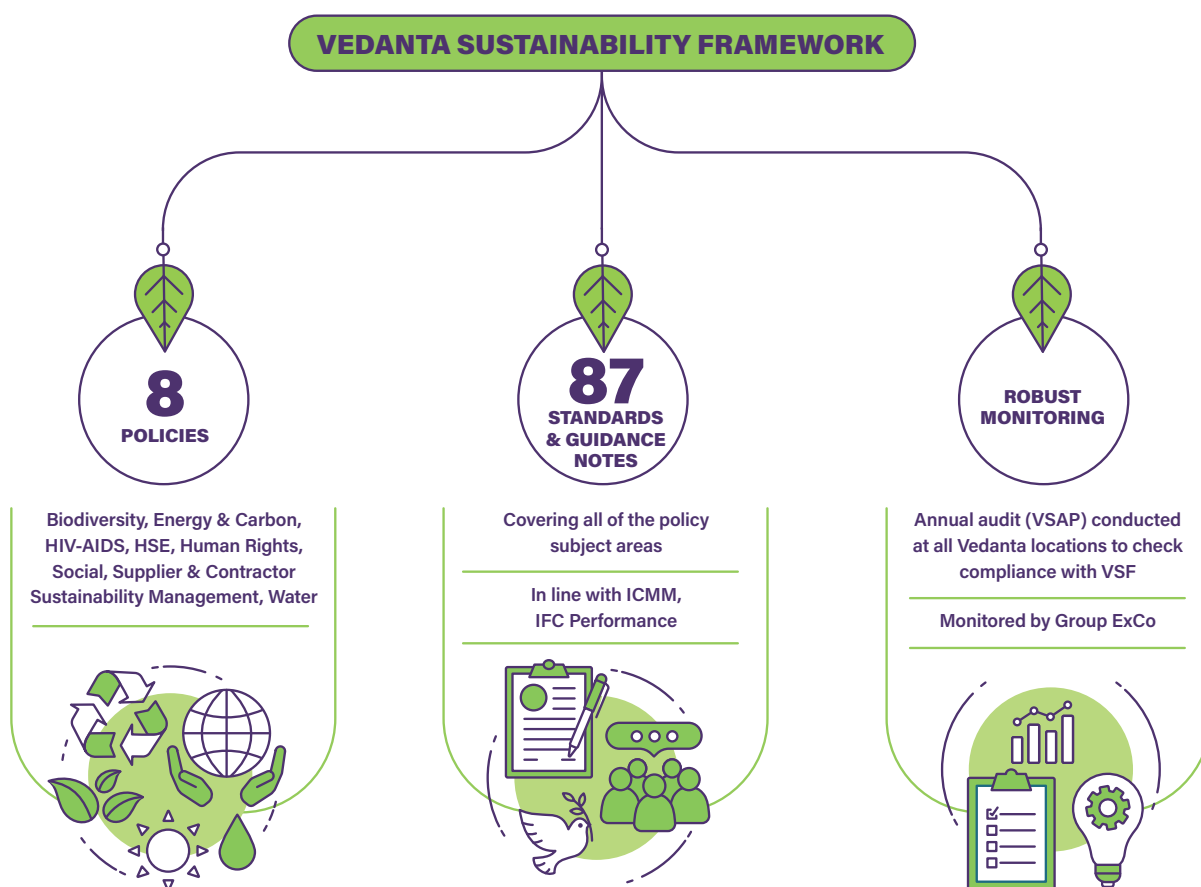 VEDANTA SUSTAINABILITY FRAMEWORK
8
POLICIES
Biodiversity, Energy & Carbon,
HIV-AIDS, HSE, Human Rights,
Social, Supplier & Contractor
Sustainability Management, Water
87
STANDARDS
& GUIDANCE
NOTES
Covering all of the policy
subject areas
In line with ICMM,
IFC Performance
ROBUST
MONITORING
Annual audit (VSAP) conducted
at all Vedanta locations to check
compliance with VSF
Monitored by Group ExCo